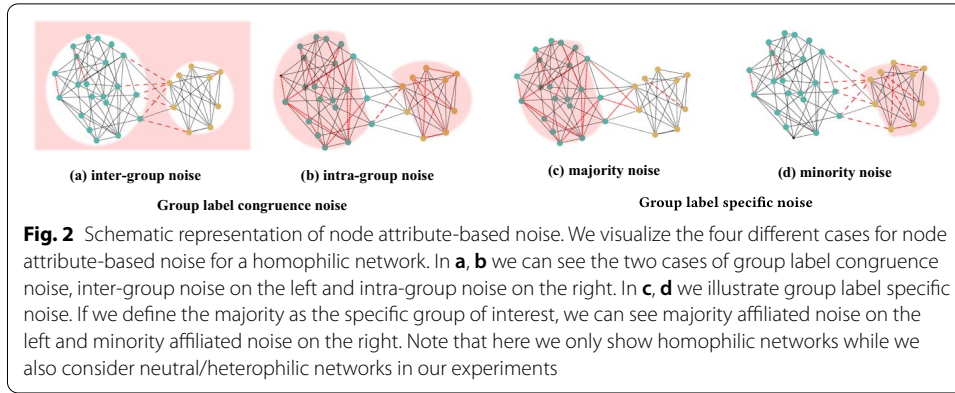 (a) inter-group noise (b) intra-group noise (c) majority noise (d) minority noise
Group label congruence noise Group label specific noise
Fig. 2 Schematic representation of node attribute-based noise. We visualize the four different cases for node
attribute-based noise for a homophilic network. In a, b we can see the two cases of group label congruence
noise, inter-group noise on the left and intra-group noise on the right. In c, d we illustrate group label specific
noise. If we define the majority as the specific group of interest, we can see majority affiliated noise on the
left and minority affiliated noise on the right. Note that here we only show homophilic networks while we
also consider neutral/heterophilic networks in our experiments